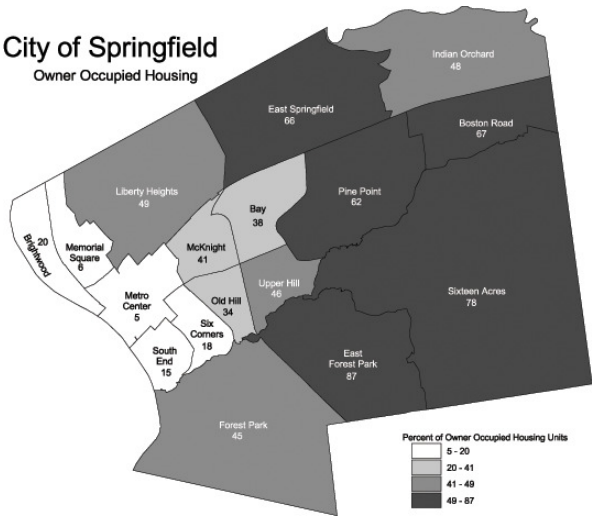 City of Springfield
Owner Occupied Housing
Indian Orchard
48
East Springfield
66
Boston Road
67
Liberty Heights
49
Pine Point
62
Bay
38
20
Brightwood
Memorial
Square
6
McKnight
41
Upper Hill
46
Sixteen Acres
78
Metro
Center
5
Old Hill
34
Six
Corners
18
South
End
15
East
Forest Park
87
Forest Park
45
Percent of Owner Occupied Housing Units
5 - 20
20 - 41
41 - 49
49 - 87